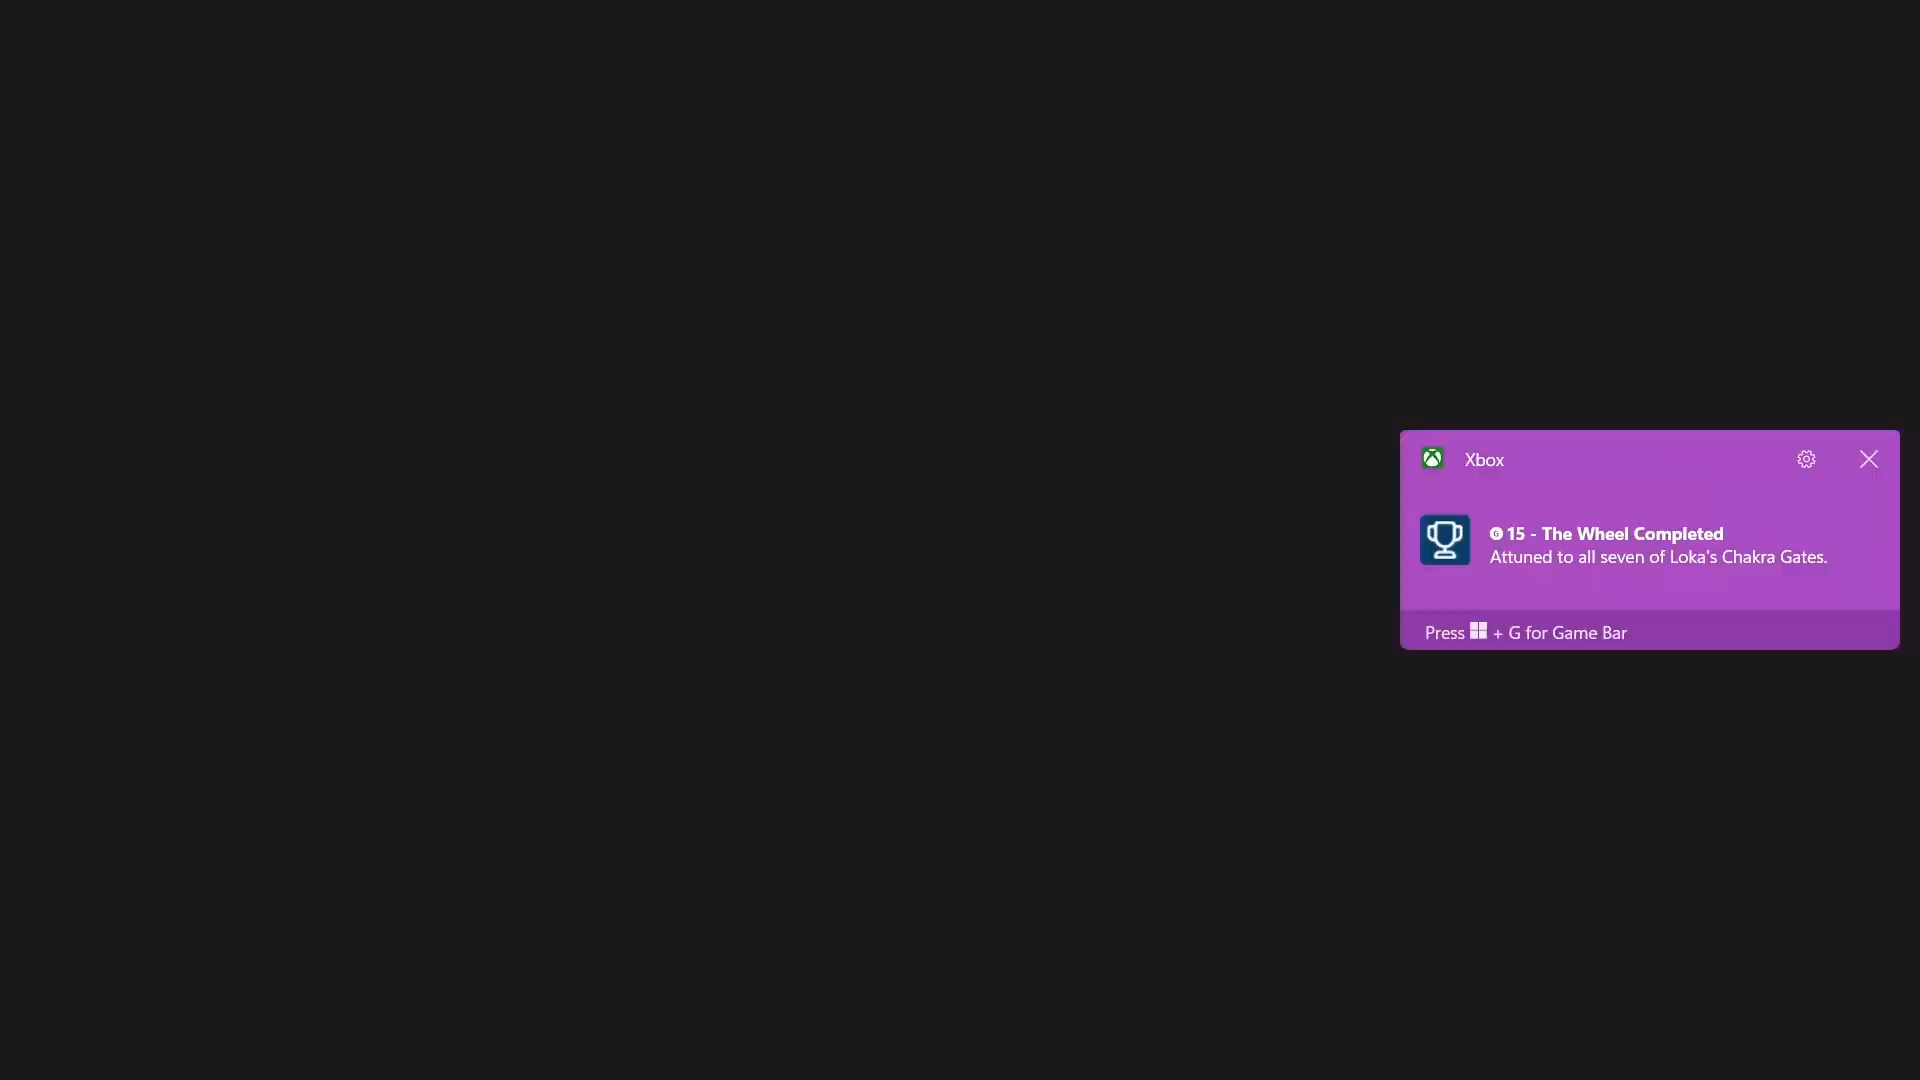 Xbox
G 15 - The Wheel Completed
Attuned to all seven of Loka's Chakra Gates.
Press + G for Game Bar